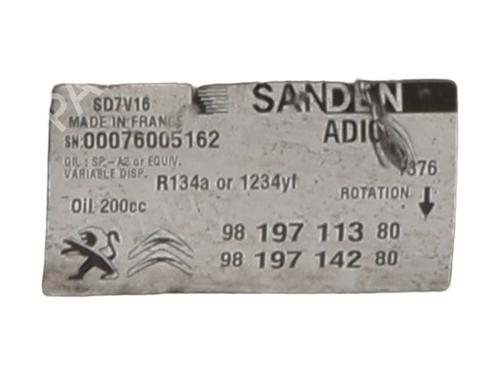 SD7V16
SANDEN
MADE IN FRANCE
SN:00076005162
OIL : SP-A2 or EQUIV.
VARIABLE DISP.
R134a or 1234yf
ROTATION
Oil 200cc
98 197 113 80
98 197 142 80